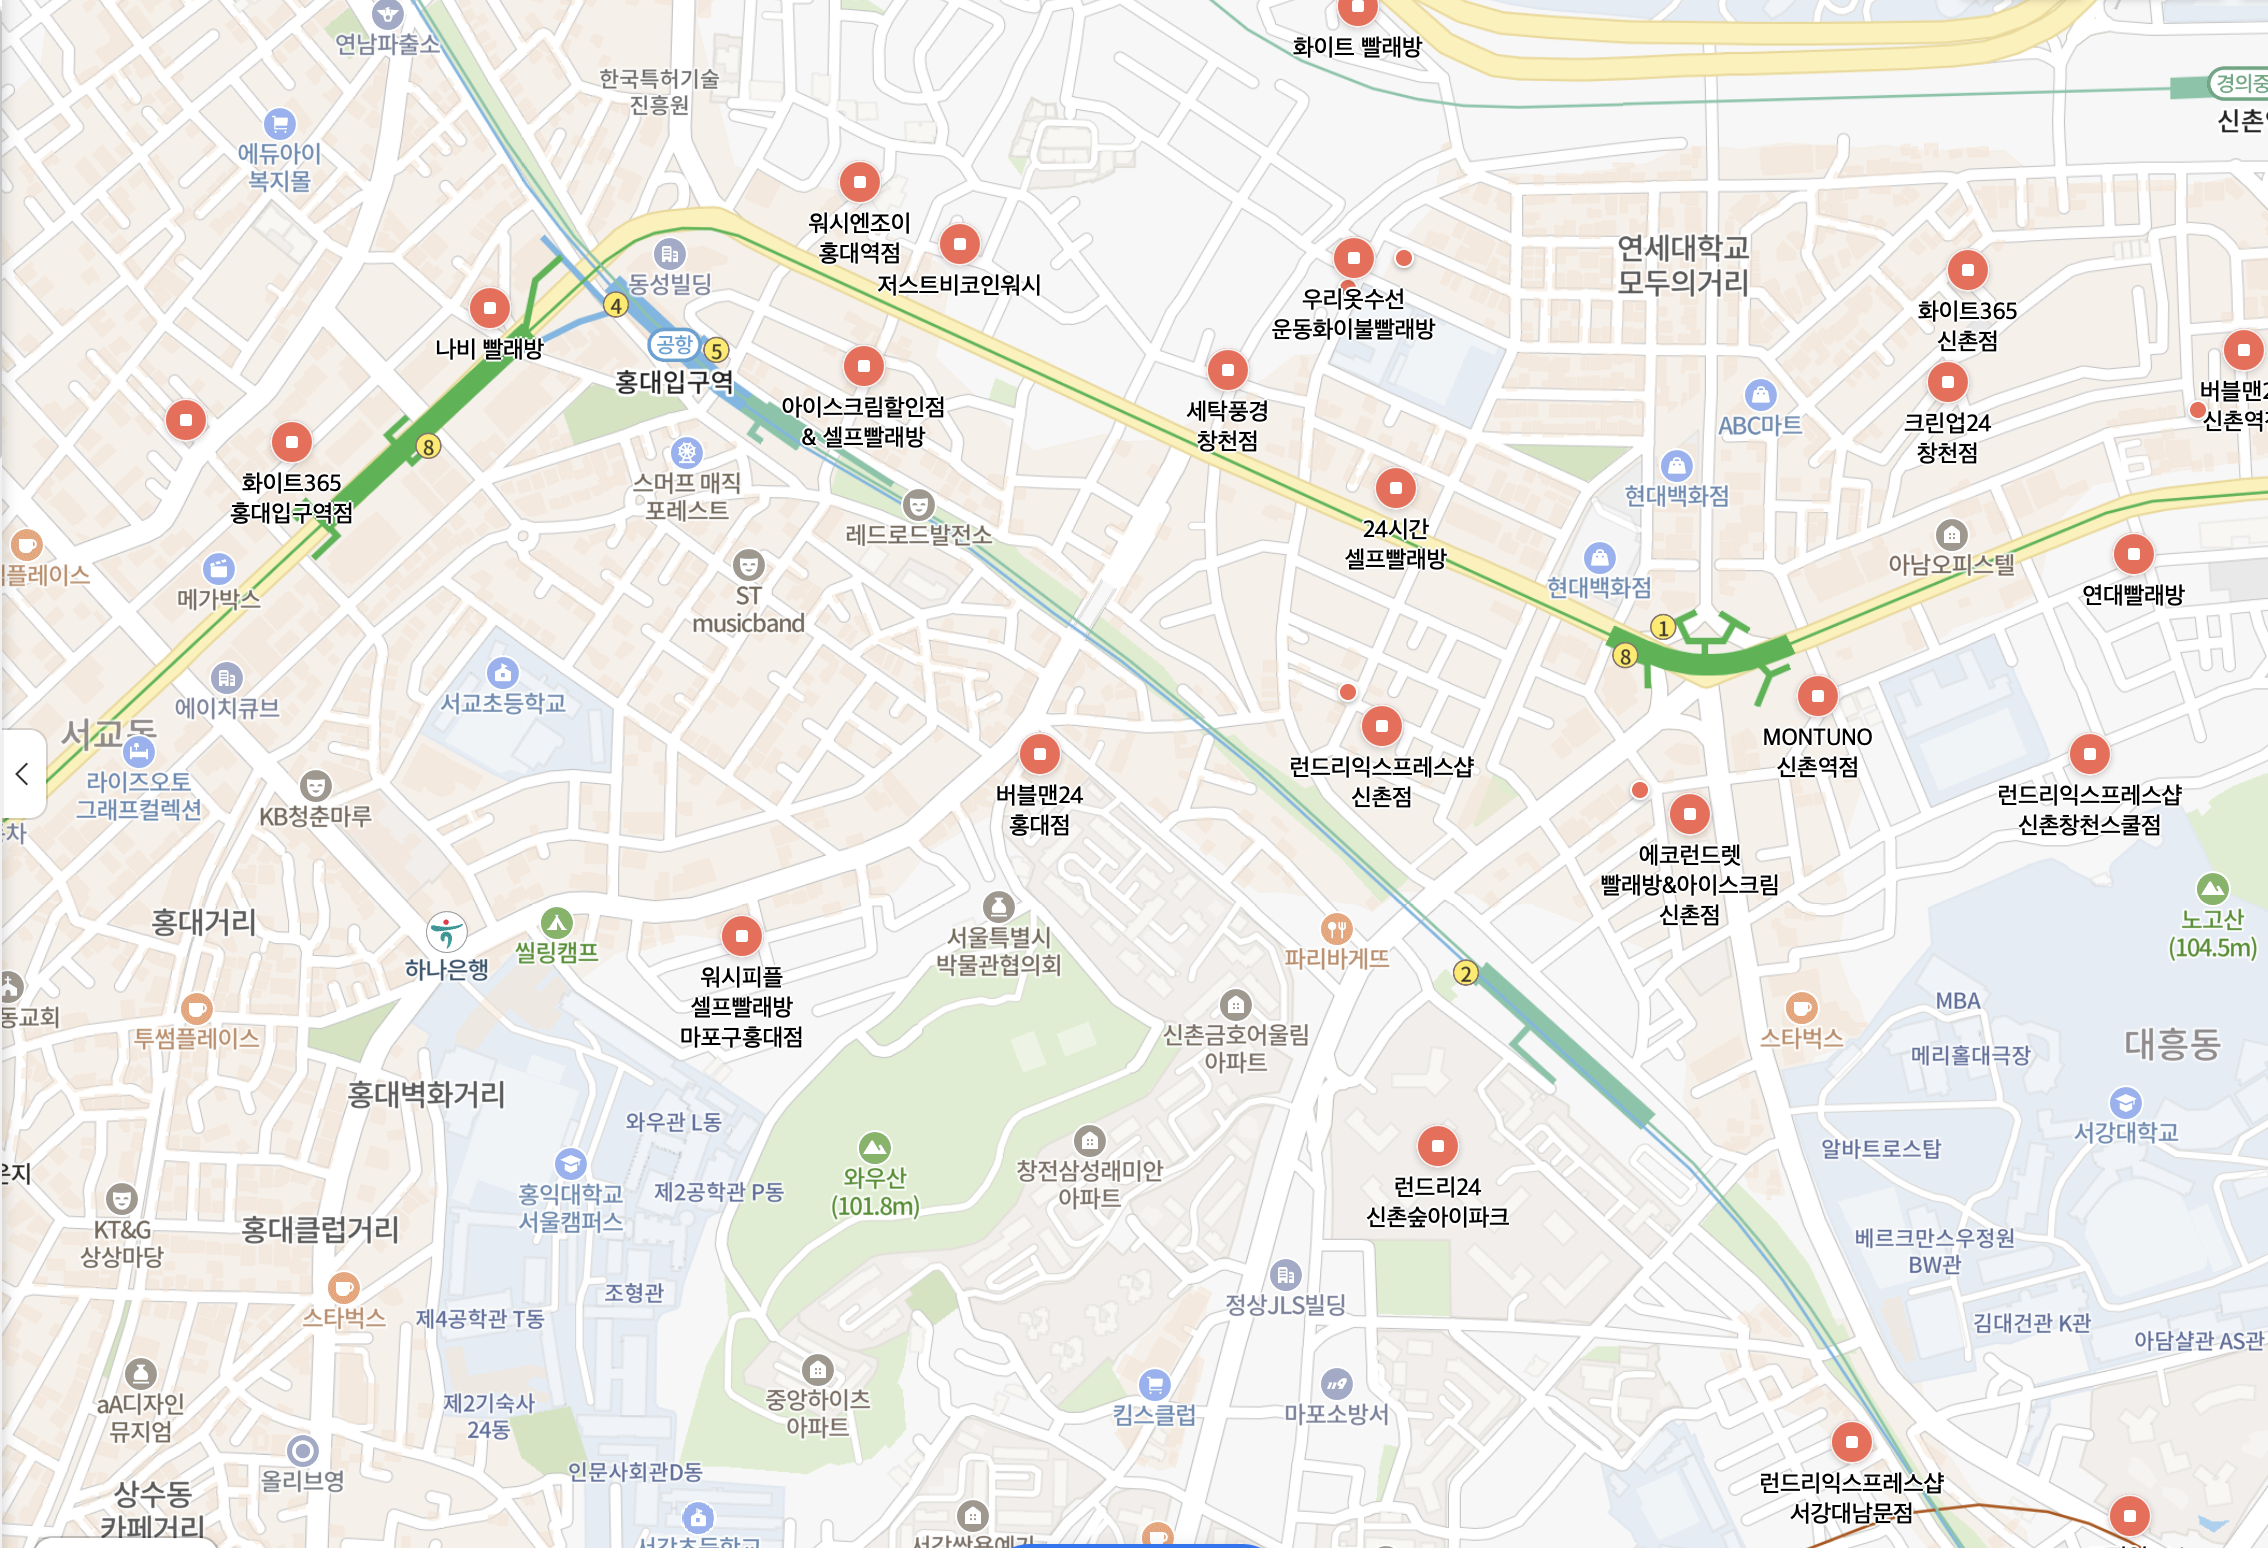 연남파출소
화이트 빨래방
경의중
신촌
한국특허기술
진흥원
에듀아이
복지몰
워시엔조이
홍대역점
저스트비코인워시
동성빌딩
4
공항
5
홍대입구역
나비 빨래방
우리옷수선
운동화이불빨래방
연세대학교
모두의거리
화이트365
신촌점
버블맨2
신촌역
아이스크림할인점
& 셀프빨래방
세탁풍경
창천점
ABC마트
크린업24
창천점
8
화이트365
홍대입구역점
스머프 매직
포레스트
레드로드발전소
현대백화점
24시간
셀프빨래방
현대백화점
아남오피스텔
연대빨래방
플레이스
메가박스
ST
musicband
1
8
서교초등학교
에이치큐브
서교동
라이즈오토
그래프컬렉션
차
KB청춘마루
MONTUNO
신촌역점
런드리익스프레스샵
신촌점
버블맨24
홍대점
런드리익스프레스샵
신촌창천스쿨점
에코런드렛
빨래방&아이스크림
신촌점
노고산
(104.5m)
홍대거리
하나은행
씰링캠프
서울특별시
박물관협의회
파리바게뜨
2
워시피플
셀프빨래방
마포구홍대점
동교회
투썸플레이스
신촌금호어울림
아파트
스타벅스
MBA
메리홀대극장
대흥동
홍대벽화거리
와우관 L동
서강대학교
알바트로스탑
운지
홍익대학교
서울캠퍼스
제2공학관 P동
와우산
(101.8m)
창전삼성래미안
아파트
런드리24
신촌숲아이파크
KT&G
상상마당
홍대클럽거리
베르크만스우정원
BW관
조형관
정상JLS빌딩
스타벅스
제4공학관 T동
김대건관 K관
아담샬관 AS관
aA디자인
뮤지엄
제2기숙사
24동
중앙하이츠
아파트
킴스클럽
119
마포소방서
올리브영
인문사회관D동
상수동
카페거리
런드리익스프레스샵
서강대남문점
서강초등학교
서강쌍용예가